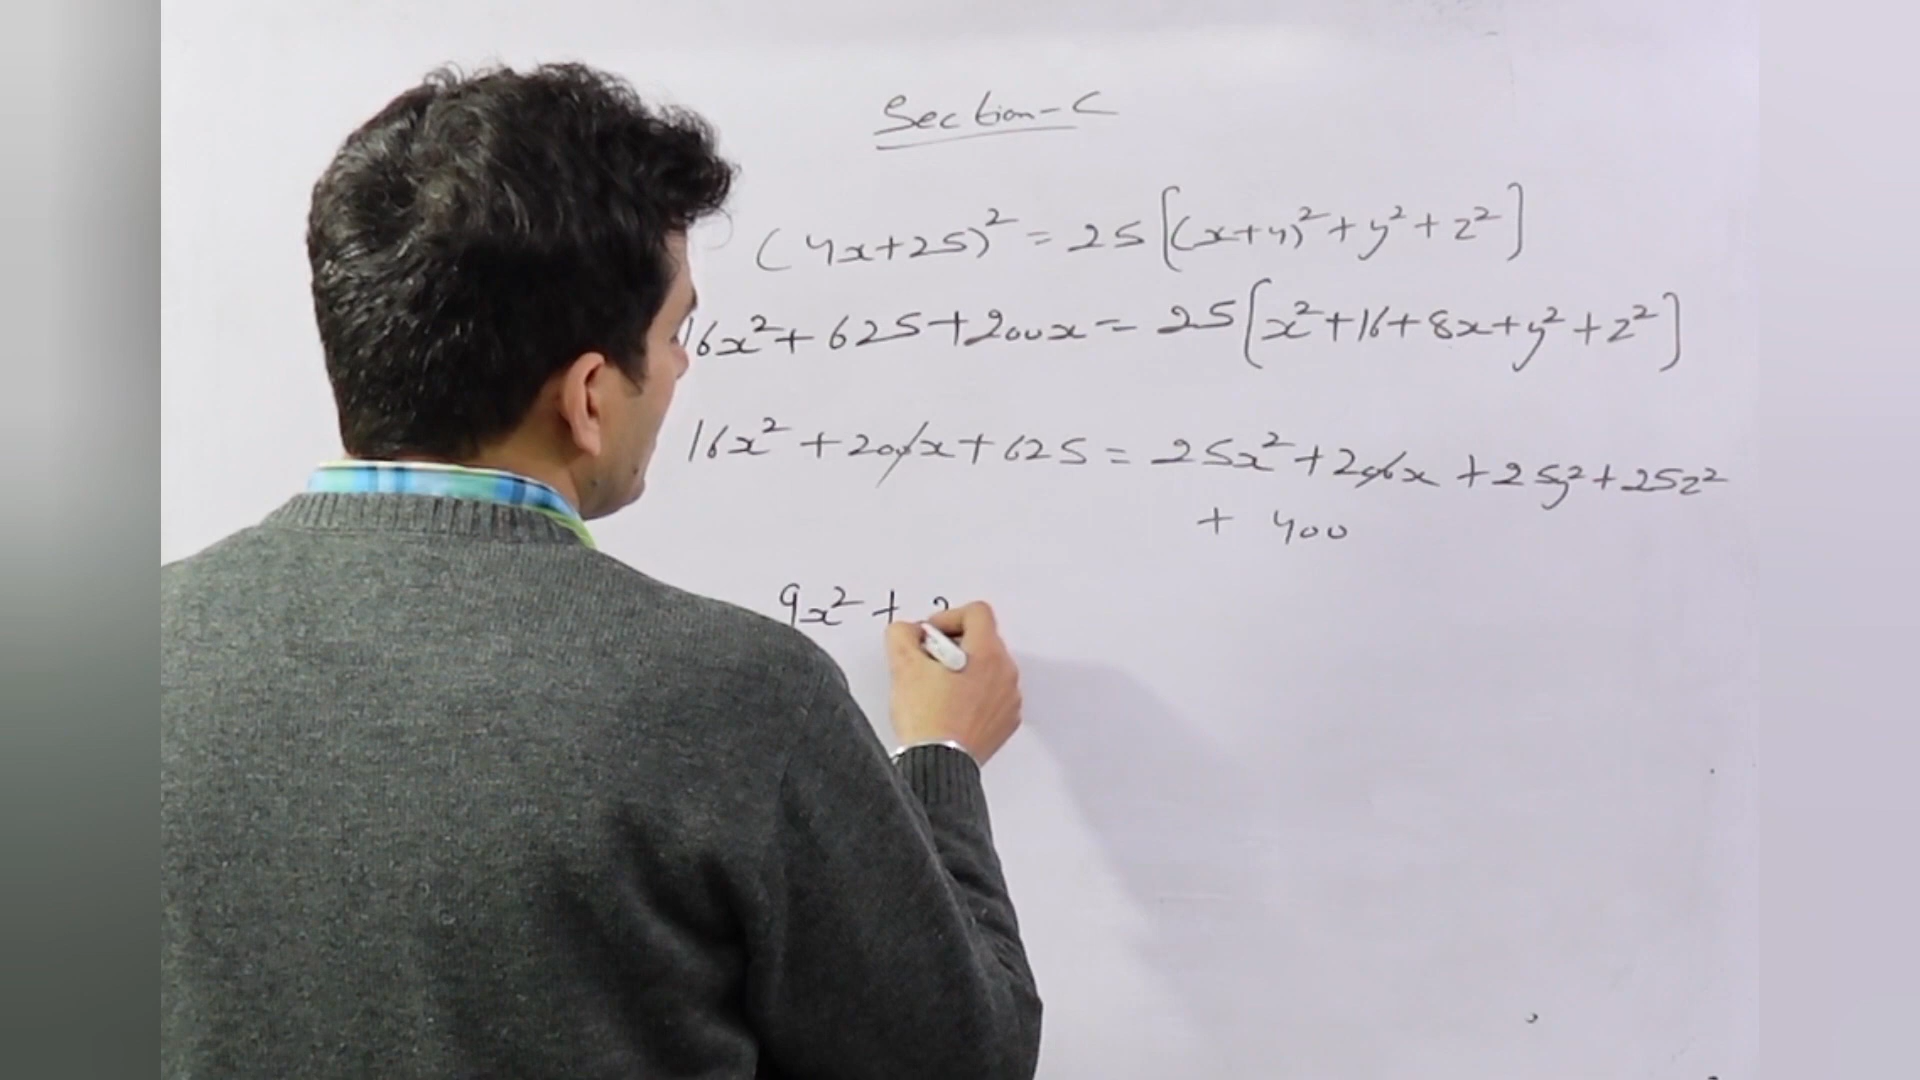 Section-C
(4x+25)² = 25[(x+4)²+y²+z²]
16x²+625+200x = 25[x²+16+8x+y²+z²]
16x²+200x+625 = 25x²+200x+25y²+25z²
+ 400
9x² + 2